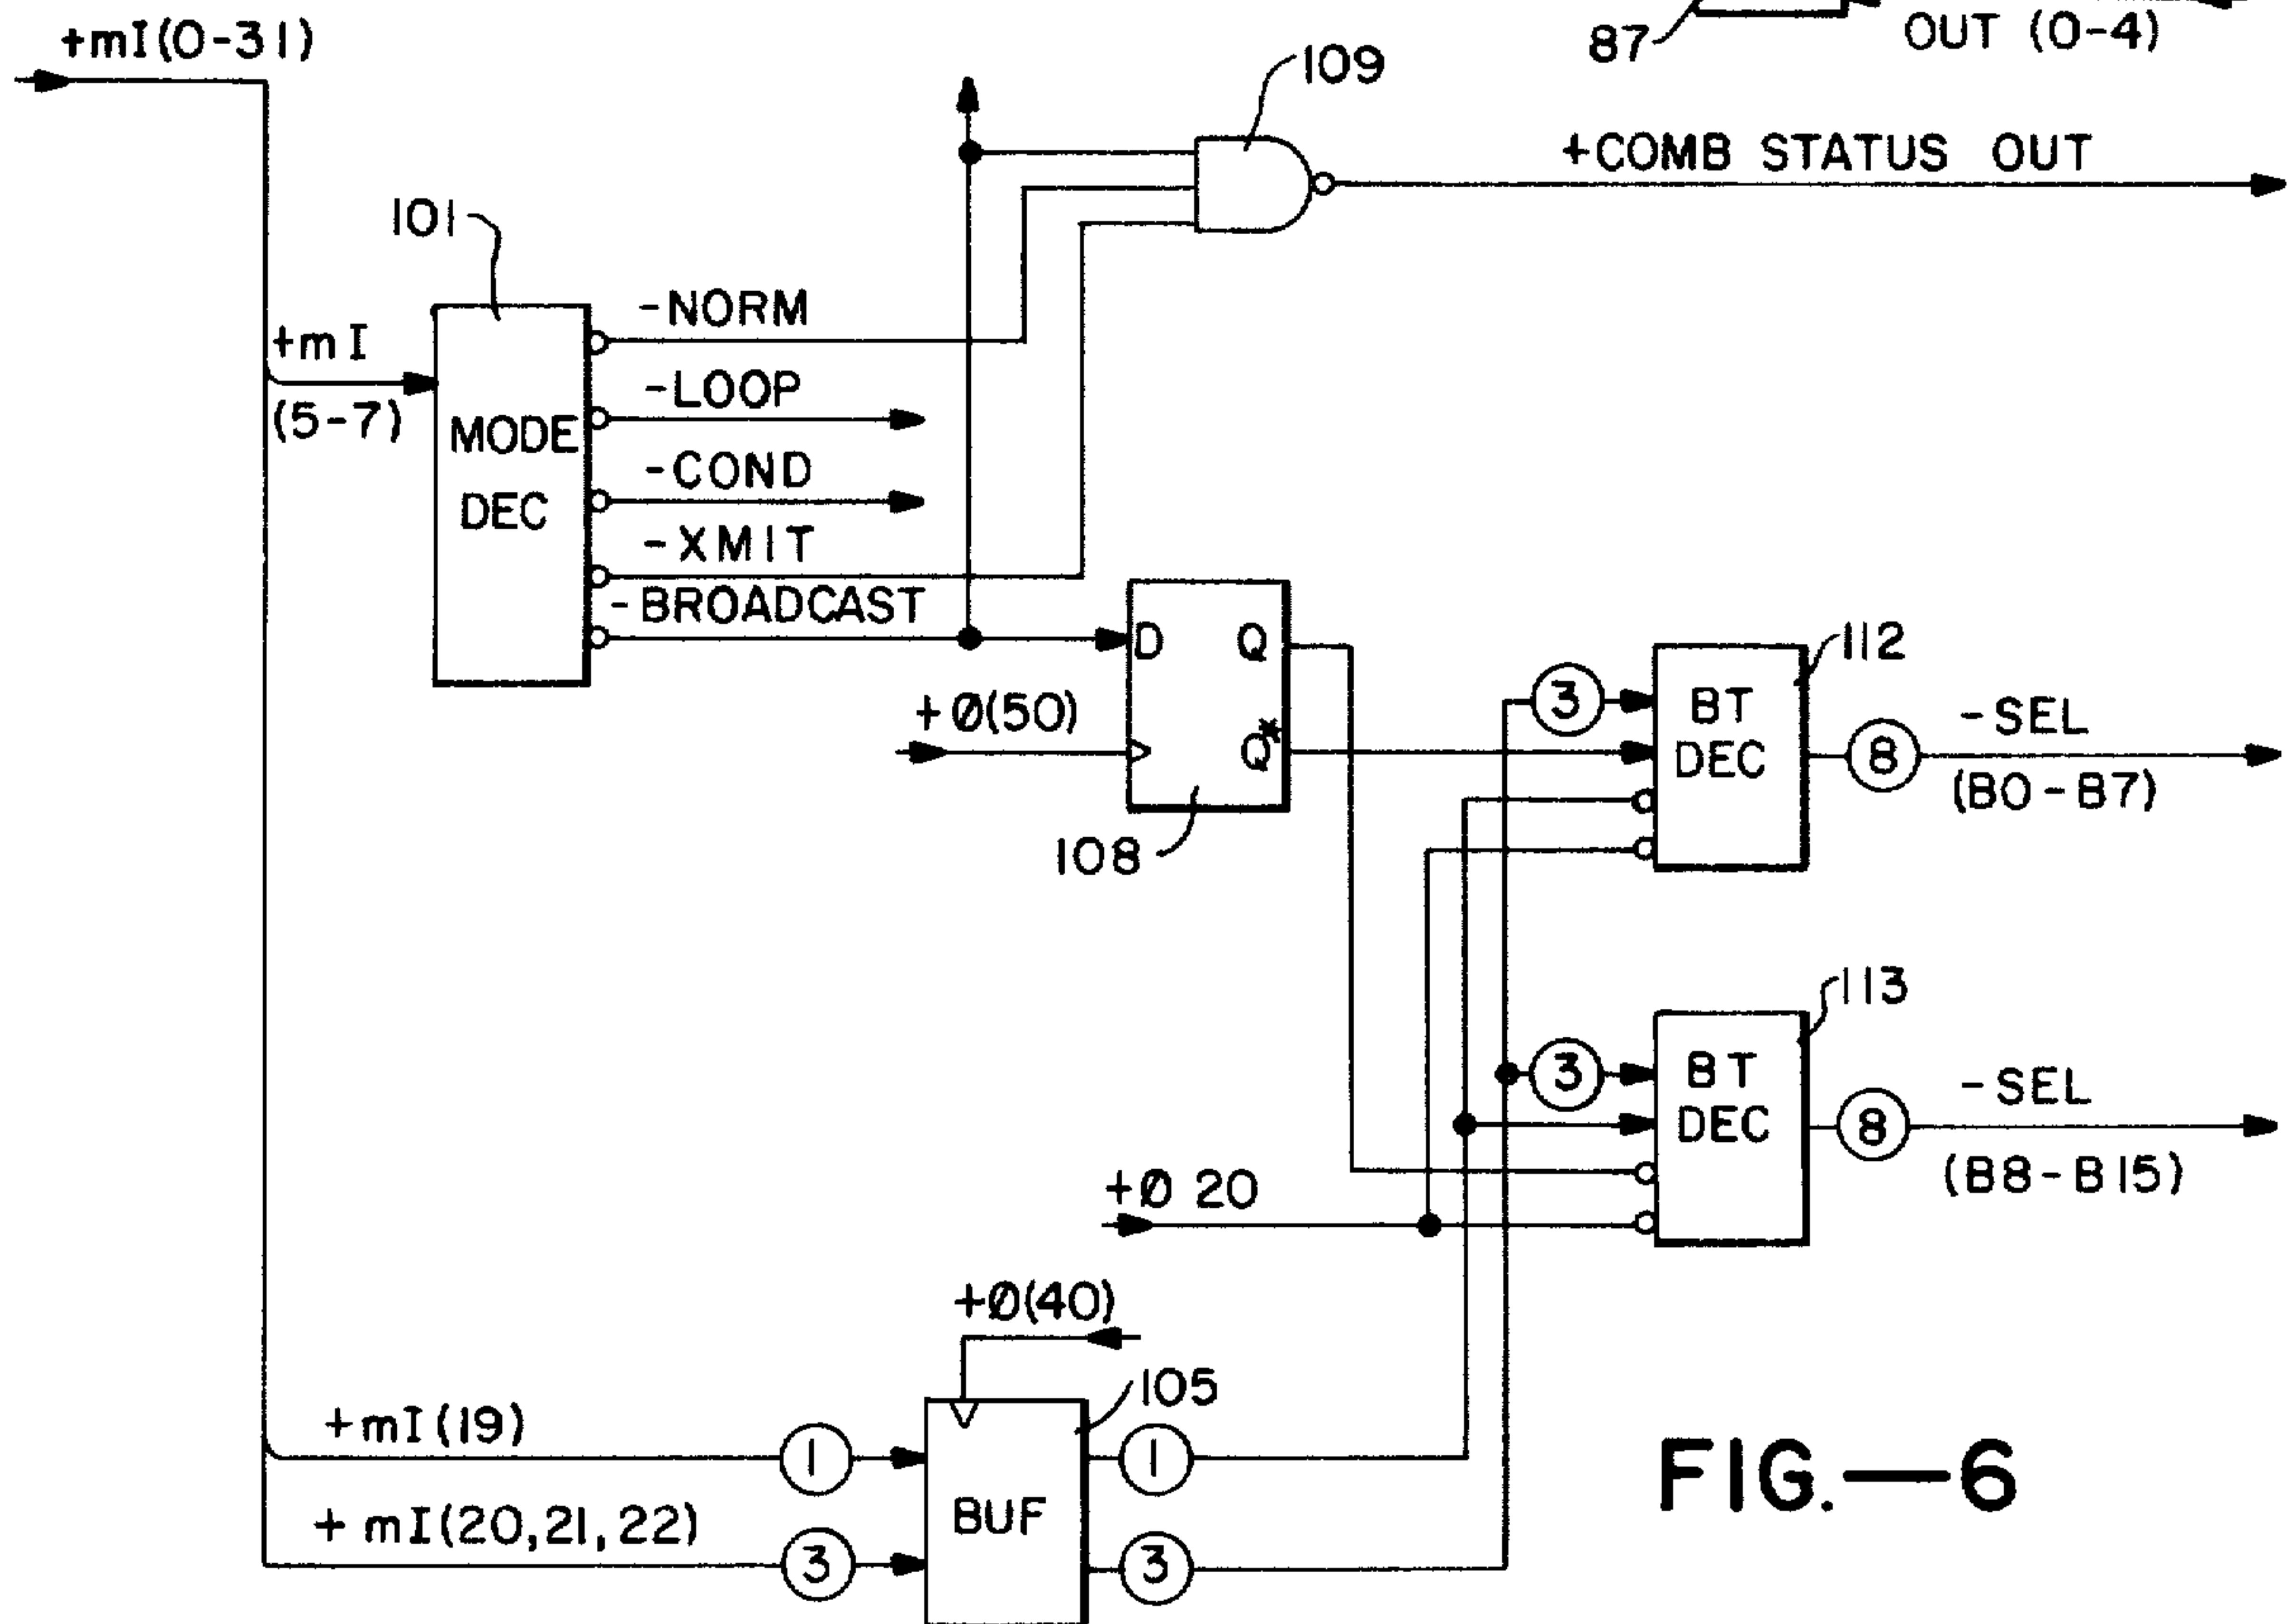 +mI(0-31)
87
OUT (0-4)
109
+COMB STATUS OUT
101
-NORM
+mI
(5-7)
-LOOP
MODE
DEC
-COND
-XMIT
-BROADCAST
D Q
+Ø(50)
Q*
108
112
3
BT
DEC
8
-SEL
(B0-B7)
113
3
BT
DEC
8
-SEL
(B8-B15)
+Ø 20
+Ø(40)
105
+mI(19)
1
1
BUF
+ mI(20,21,22)
3
3
FIG.—6